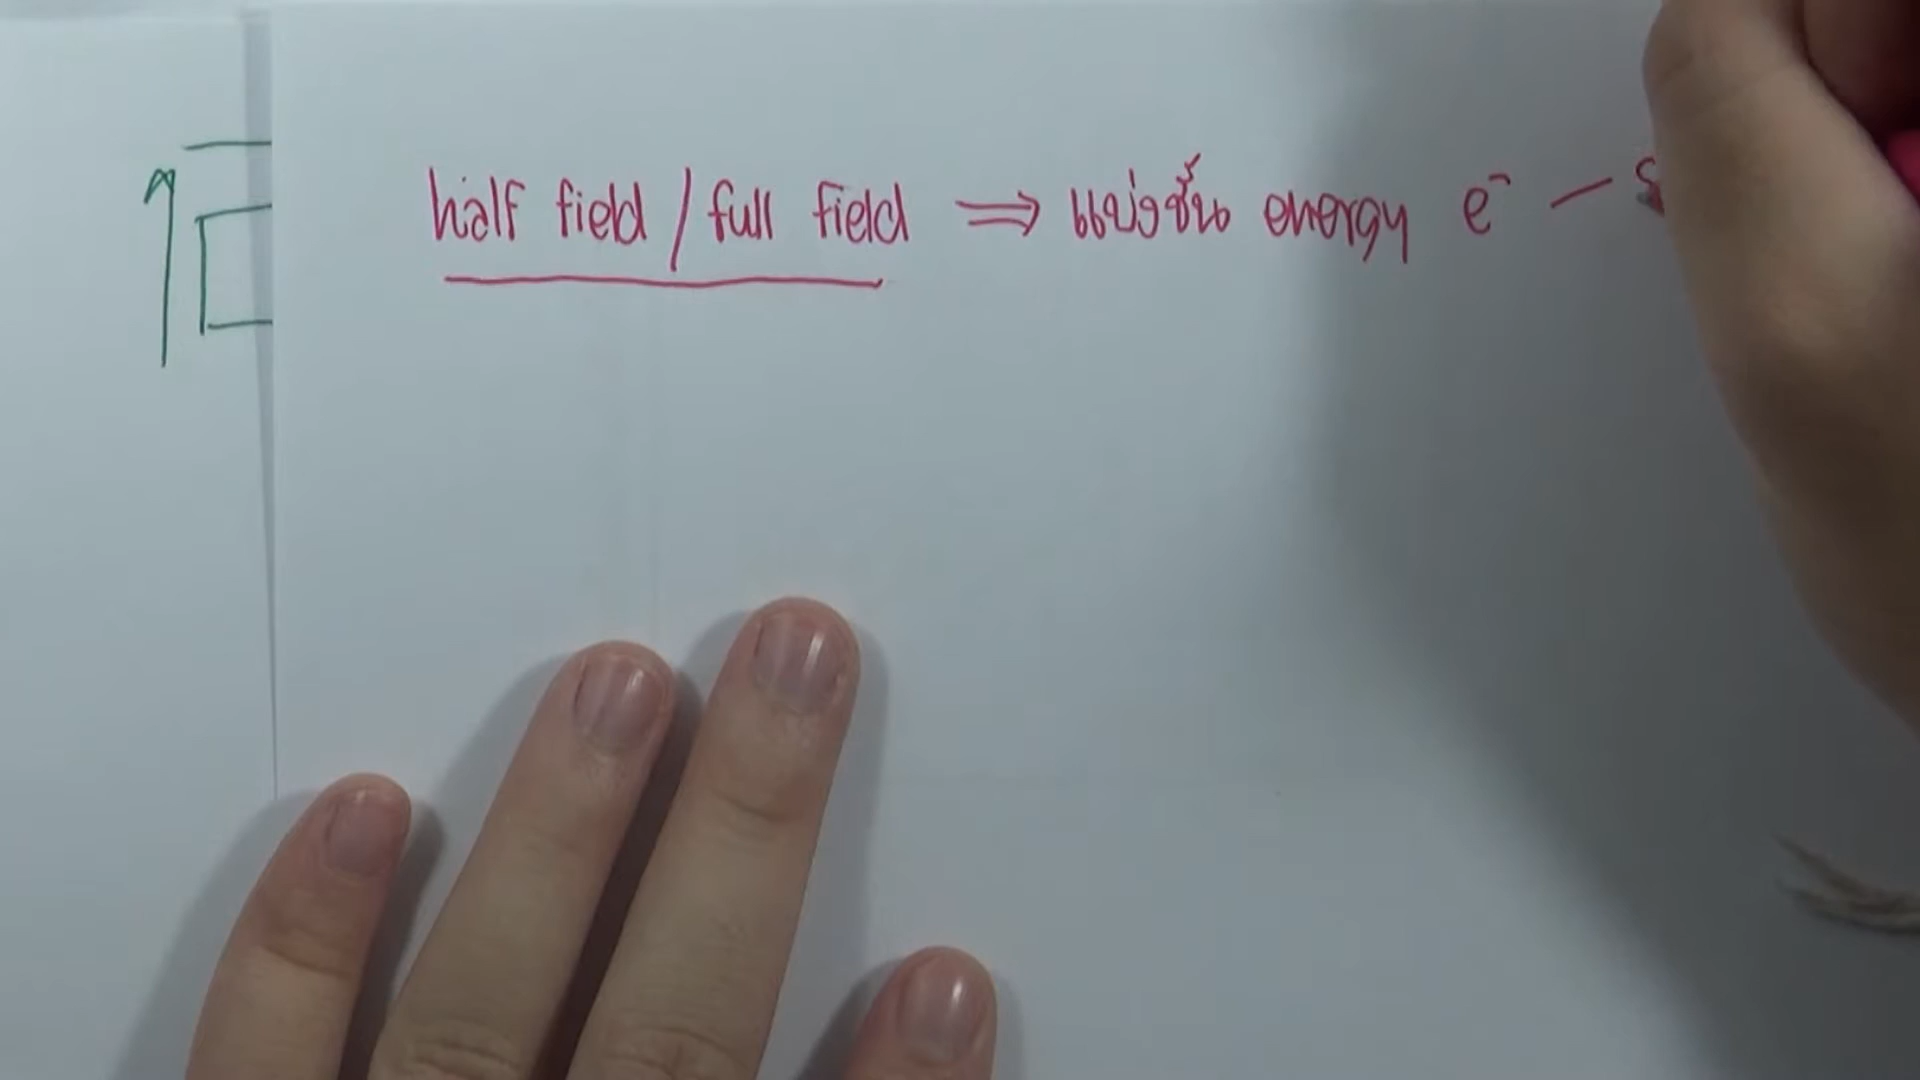 half field / full field ⇒ แบ่งชั้น energy e⁻ –